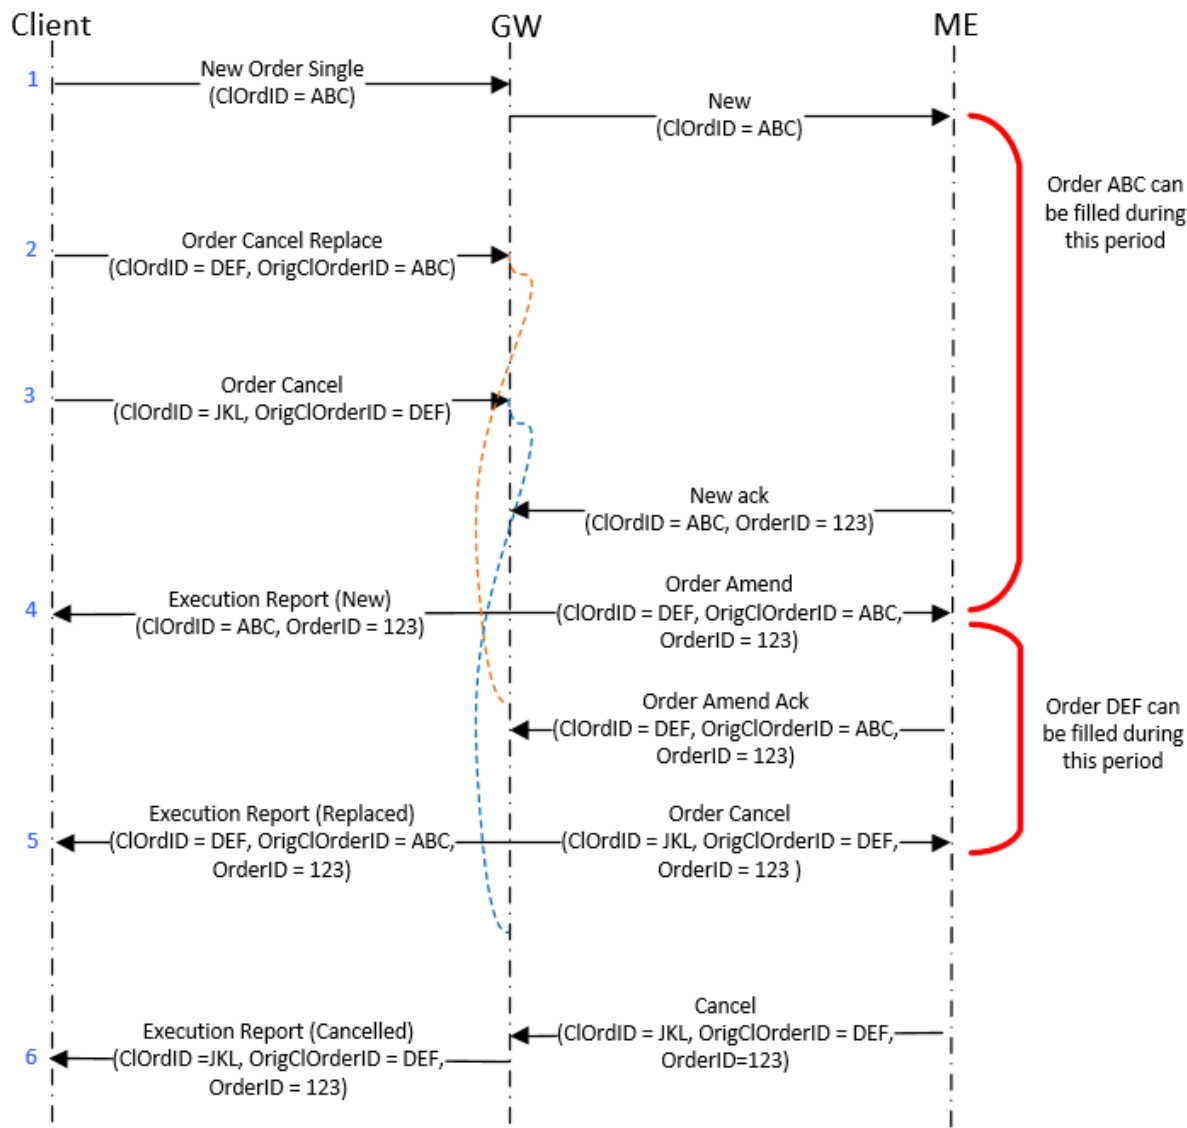 Client
GW
ME
1
New Order Single
(ClOrdID = ABC)
New
(ClOrdID = ABC)
Order ABC can
be filled during
this period
2
Order Cancel Replace
(ClOrdID = DEF, OrigClOrderID = ABC)
3
Order Cancel
(ClOrdID = JKL, OrigClOrderID = DEF)
New ack
(ClOrdID = ABC, OrderID = 123)
4
Execution Report (New)
(ClOrdID = ABC, OrderID = 123)
Order Amend
(ClOrdID = DEF, OrigClOrderID = ABC,
OrderID = 123)
Order Amend Ack
(ClOrdID = DEF, OrigClOrderID = ABC,
OrderID = 123)
Order DEF can
be filled during
this period
5
Execution Report (Replaced)
(ClOrdID = DEF, OrigClOrderID = ABC,
OrderID = 123)
Order Cancel
(ClOrdID = JKL, OrigClOrderID = DEF,
OrderID = 123 )
Cancel
(ClOrdID = JKL, OrigClOrderID = DEF,
OrderID=123)
6
Execution Report (Cancelled)
(ClOrdID =JKL, OrigClOrderID = DEF,
OrderID = 123)